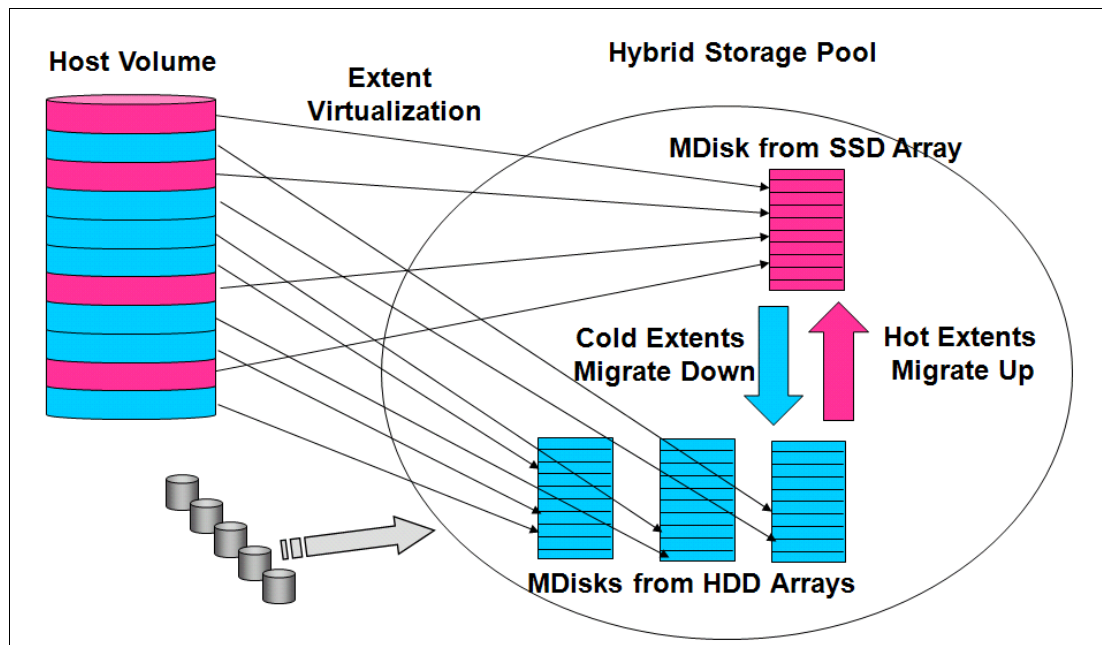 Host Volume
Extent
Virtualization
Hybrid Storage Pool
MDisk from SSD Array
Cold Extents
Migrate Down
Hot Extents
Migrate Up
MDisks from HDD Arrays